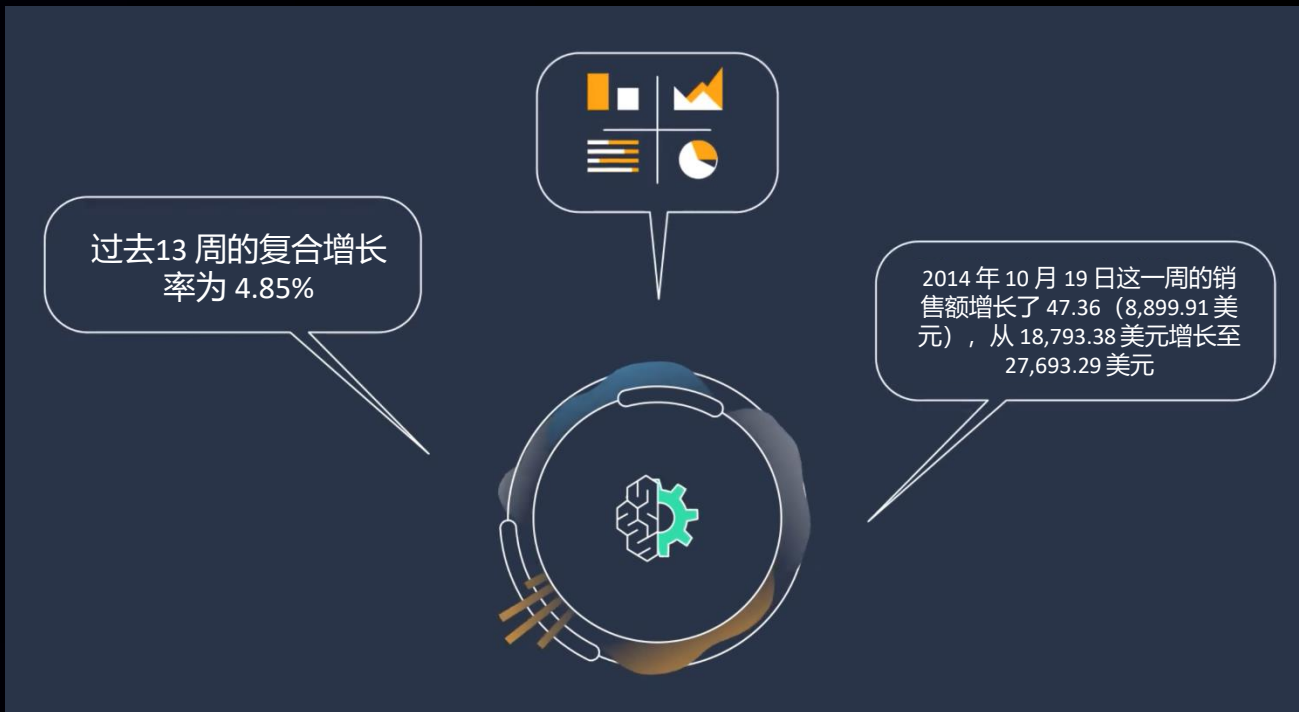 过去13 周的复合增长
率为 4.85%
2014 年 10 月 19 日这一周的销
售额增长了 47.36（8,899.91 美
元），从 18,793.38 美元增长至
27,693.29 美元